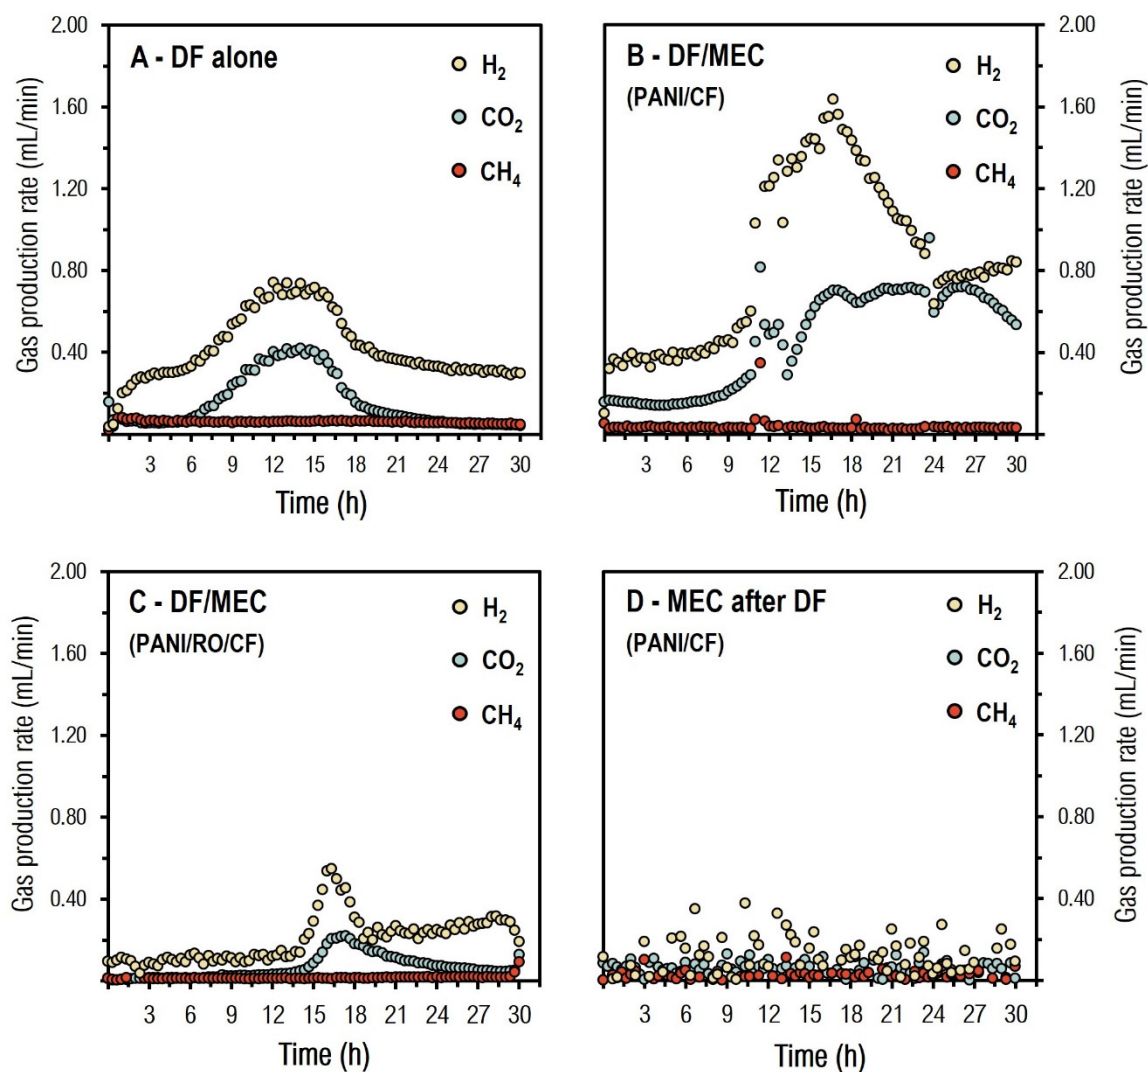 2.00
1.60
1.20
0.80
0.40
Gas production rate (mL/min)
A - DF alone
H2
CO2
CH4
3 6 9 12 15 18 21 24 27 30
Time (h)
B - DF/MEC
(PANI/CF)
H2
CO2
CH4
2.00
1.60
1.20
0.80
0.40
Gas production rate (mL/min)
3 6 9 12 15 18 21 24 27 30
Time (h)
2.00
1.60
1.20
0.80
0.40
Gas production rate (mL/min)
C - DF/MEC
(PANI/RO/CF)
H2
CO2
CH4
3 6 9 12 15 18 21 24 27 30
Time (h)
D - MEC after DF
(PANI/CF)
H2
CO2
CH4
2.00
1.60
1.20
0.80
0.40
Gas production rate (mL/min)
3 6 9 12 15 18 21 24 27 30
Time (h)